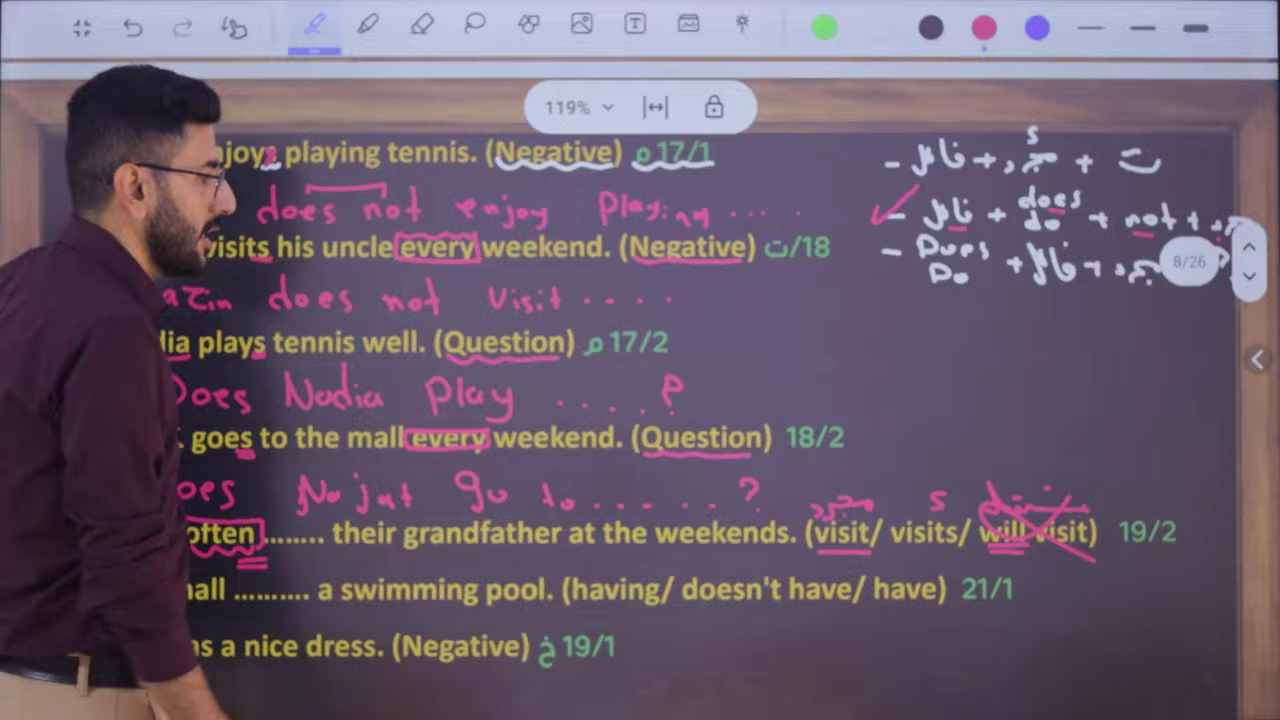 119%
njoys playing tennis. (Negative) م 17/1
- فاعل + مجرد s + ت
does not enjoy Playing .....
- فاعل + does do + not +
visits his uncle every weekend. (Negative) ت/18
- Does Do + فاعل + مجرد
8/26
azin does not visit ....
dia plays tennis well. (Question) م 17/2
Does Nadia Play .....?
t goes to the mall every weekend. (Question) 18/2
oes Najat go to ......?
مجرد s
often ........ their grandfather at the weekends. (visit/ visits/ will visit) 19/2
hall .......... a swimming pool. (having/ doesn't have/ have) 21/1
as a nice dress. (Negative) خ 19/1